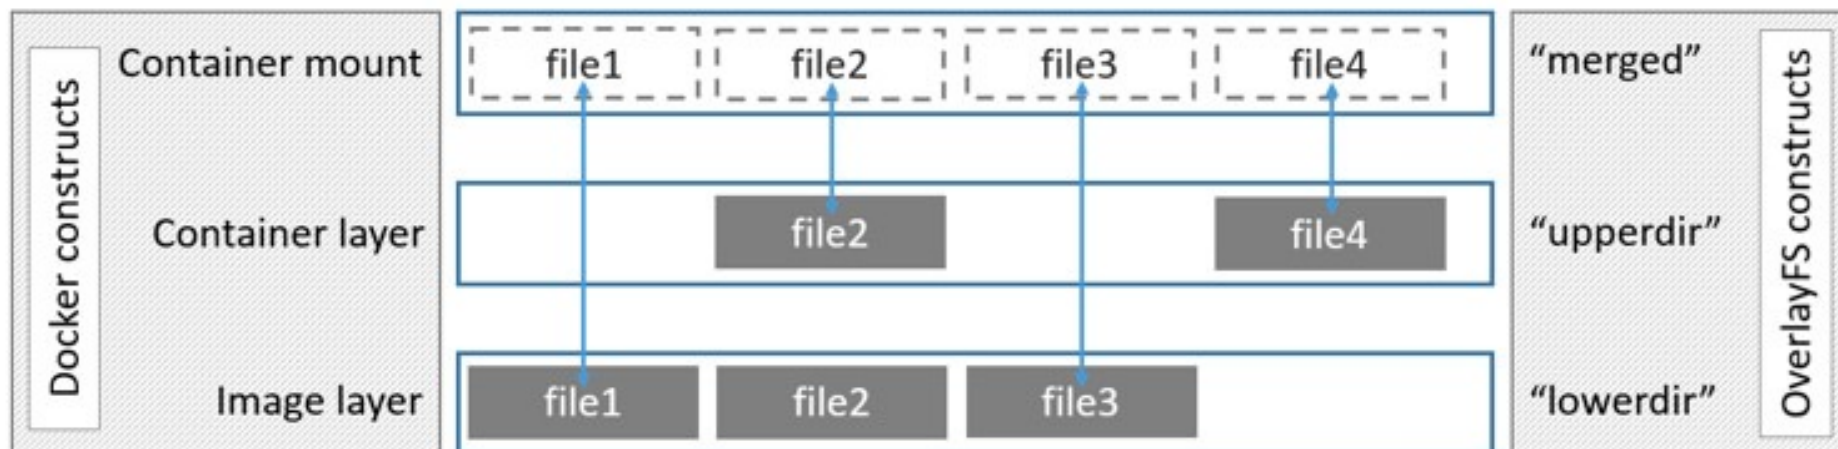 Docker constructs
Container mount
file1 file2 file3 file4
“merged”
Container layer
file2 file4
“upperdir”
Image layer
file1 file2 file3
“lowerdir”
OverlayFS constructs